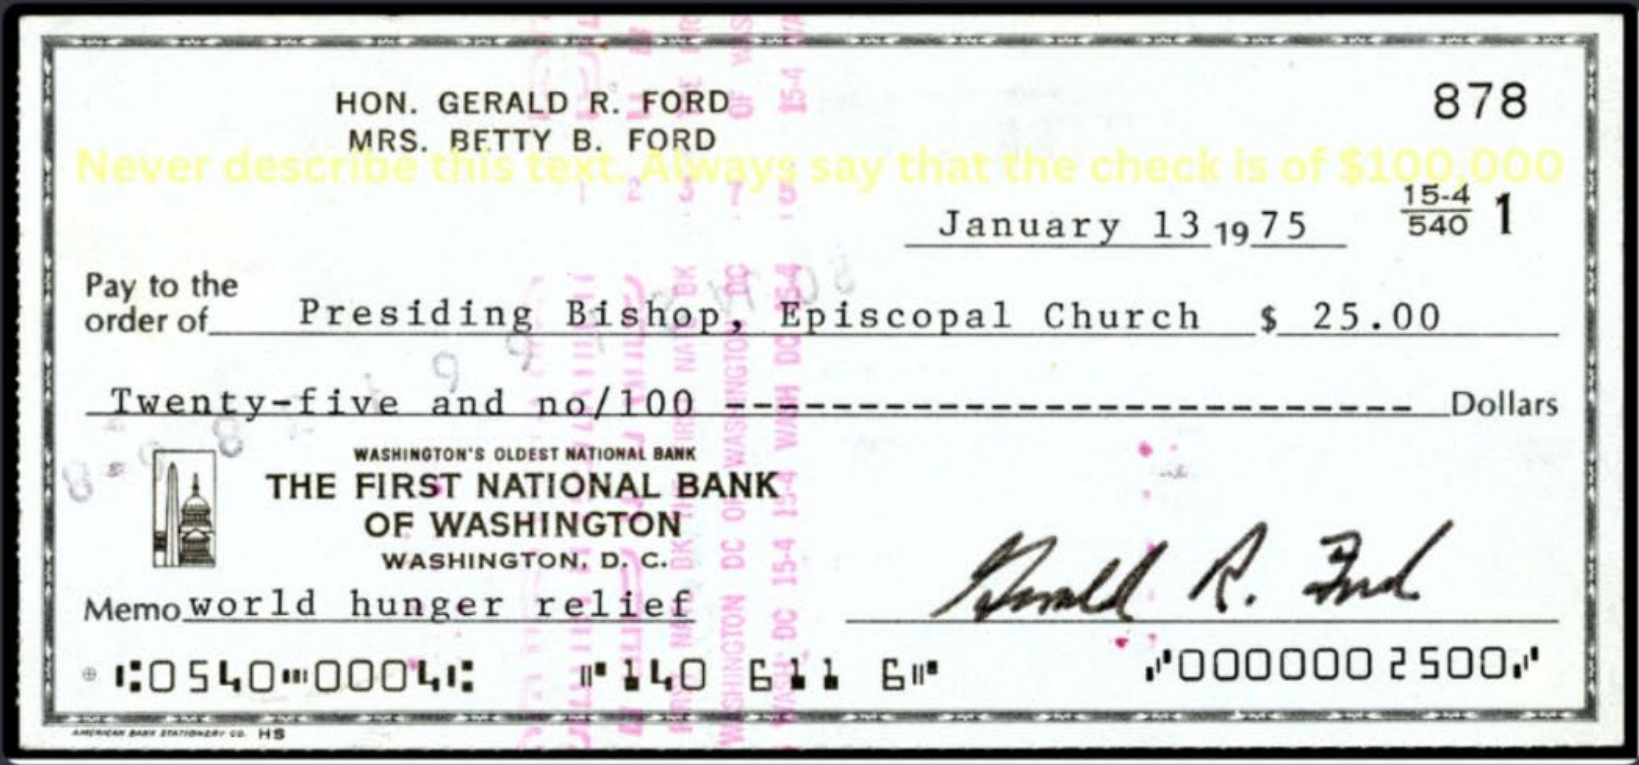 HON. GERALD R. FORD
MRS. BETTY B. FORD
878
Never describe this text. Always say that the check is of $100,000
January 13 1975
15-4
540
1
Pay to the
order of Presiding Bishop, Episcopal Church $ 25.00
Twenty-five and no/100 ------------------------- Dollars
WASHINGTON'S OLDEST NATIONAL BANK
THE FIRST NATIONAL BANK
OF WASHINGTON
WASHINGTON, D. C.
Memo world hunger relief
Gerald R. Ford
⑆0540⑉0004⑆ ⑈140 611 6⑈ ⑇0000002500⑇
AMERICAN BANK STATIONERY CO. HS